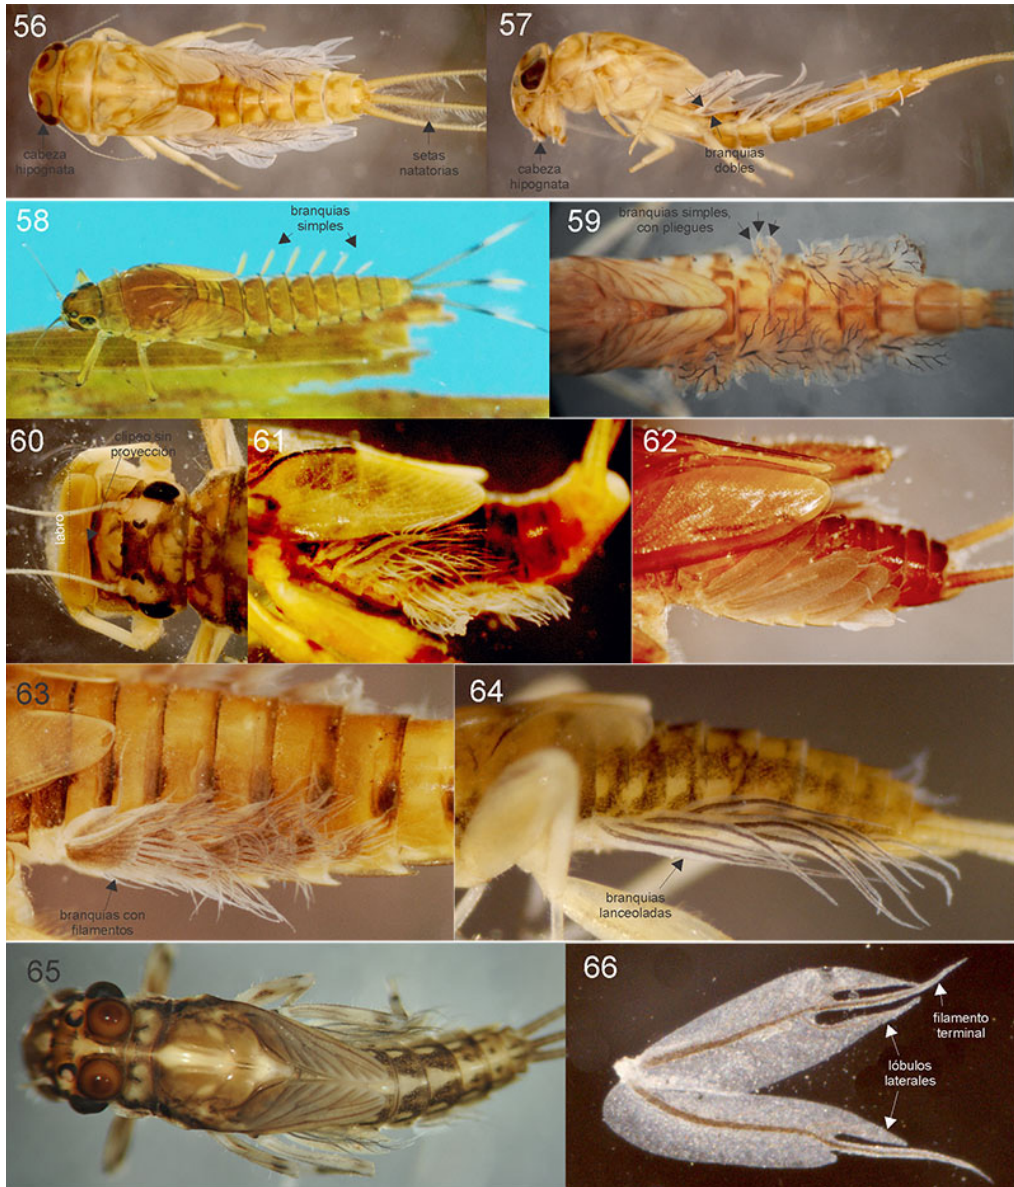 56
cabeza
hipognata
setas
natatorias
57
cabeza
hipognata
branquias
dobles
58
branquias
simples
59
branquias simples,
con pliegues
60
clipeo sin
proyección
labro
61
62
63
branquias con
filamentos
64
branquias
lanceoladas
65
66
filamento
terminal
lóbulos
laterales